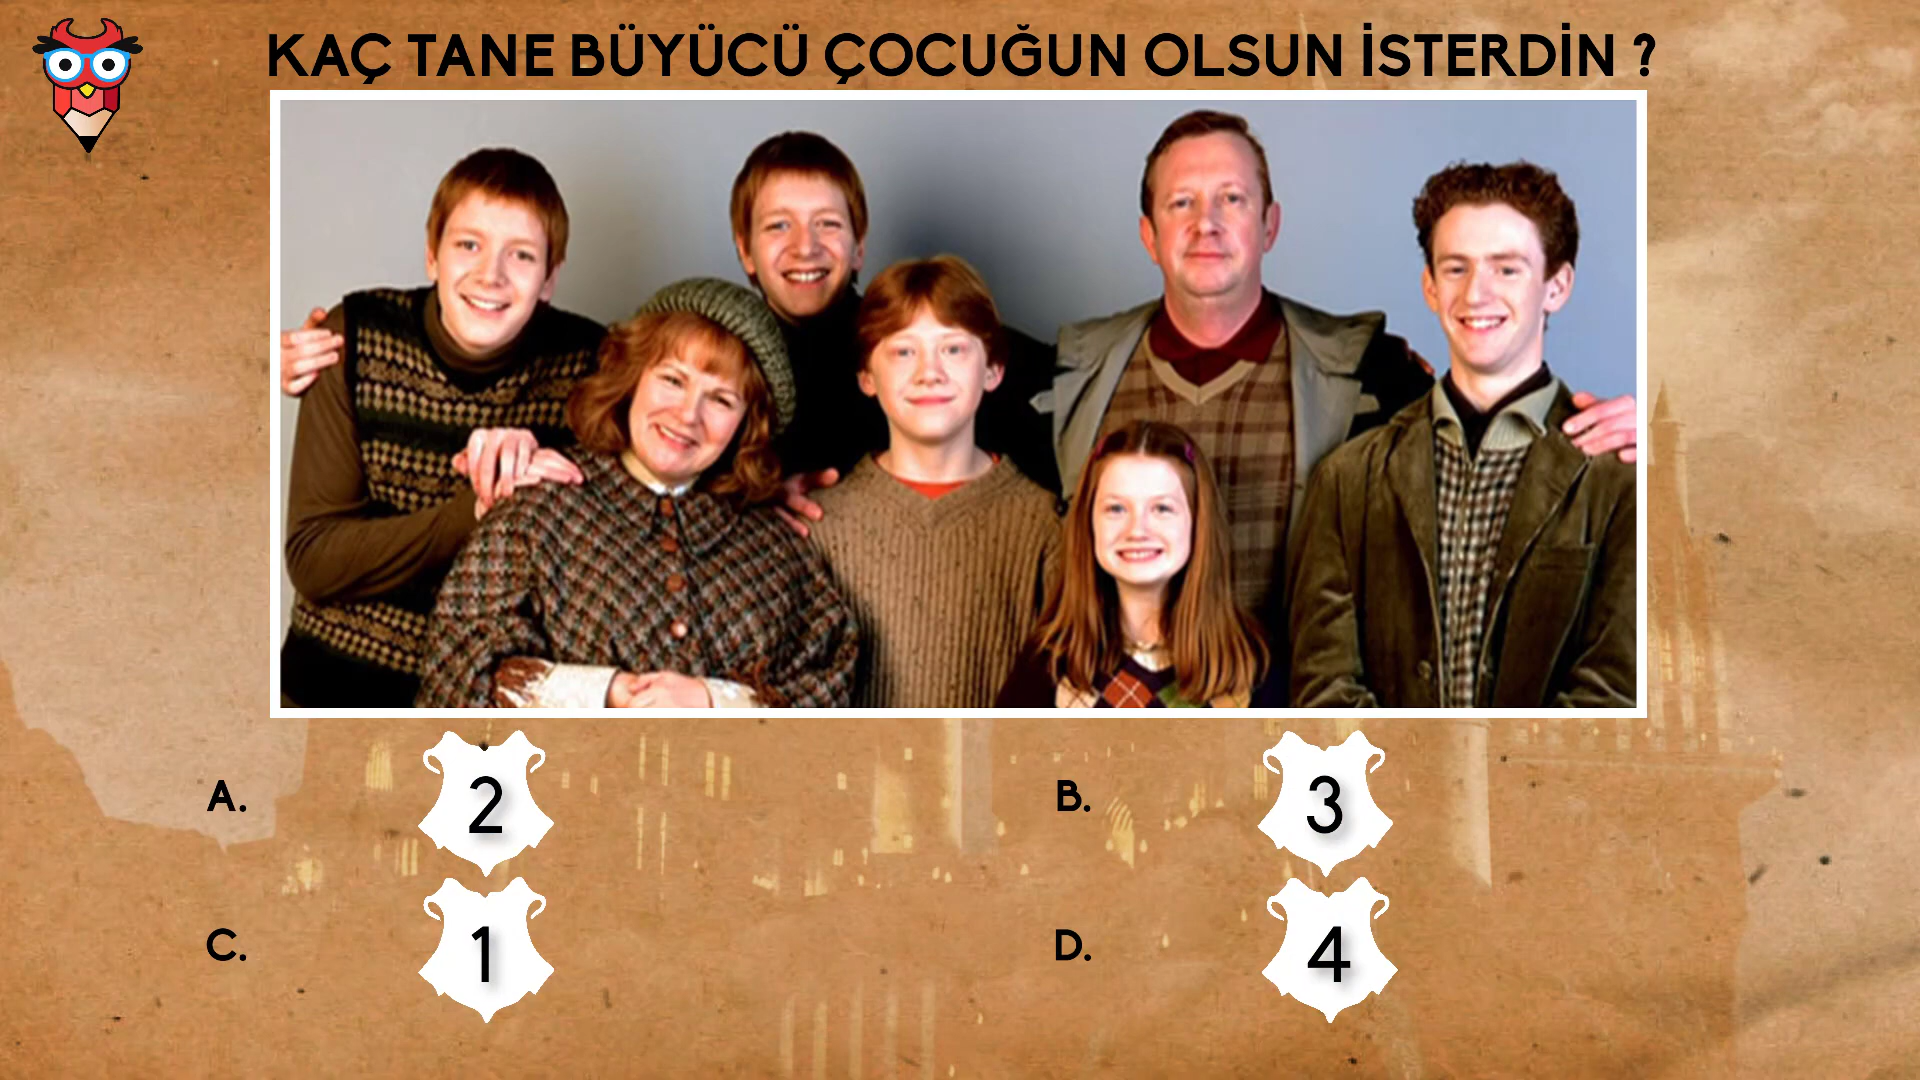 KAÇ TANE BÜYÜCÜ ÇOCUĞUN OLSUN İSTERDİN ?
A. 2
B. 3
C. 1
D. 4